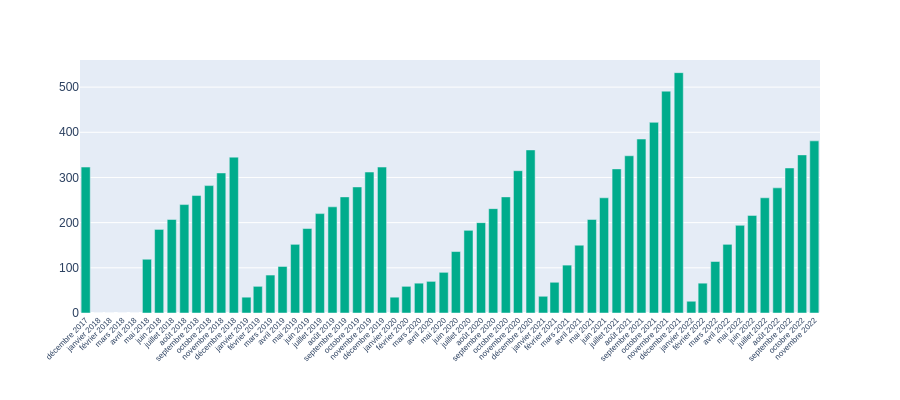 500
400
300
200
100
0
décembre 2017
janvier 2018
février 2018
mars 2018
avril 2018
mai 2018
juin 2018
juillet 2018
août 2018
septembre 2018
octobre 2018
novembre 2018
décembre 2018
janvier 2019
février 2019
mars 2019
avril 2019
mai 2019
juin 2019
juillet 2019
août 2019
septembre 2019
octobre 2019
novembre 2019
décembre 2019
janvier 2020
février 2020
mars 2020
avril 2020
mai 2020
juin 2020
juillet 2020
août 2020
septembre 2020
octobre 2020
novembre 2020
décembre 2020
janvier 2021
février 2021
mars 2021
avril 2021
mai 2021
juin 2021
juillet 2021
août 2021
septembre 2021
octobre 2021
novembre 2021
décembre 2021
janvier 2022
février 2022
mars 2022
avril 2022
mai 2022
juin 2022
juillet 2022
août 2022
septembre 2022
octobre 2022
novembre 2022